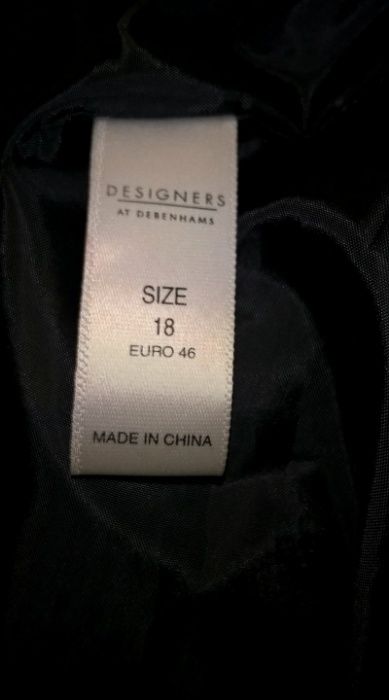 DESIGNERS
AT DEBENHAMS
SIZE
18
EURO 46
MADE IN CHINA